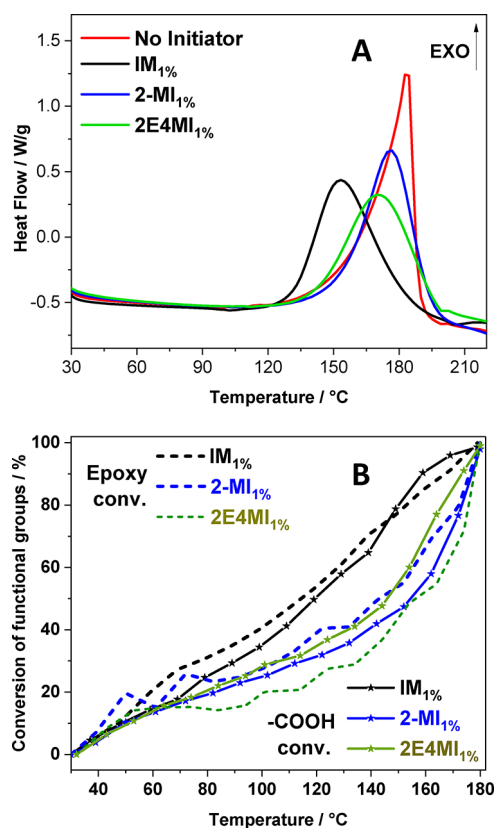 No Initiator
IM1%
2-MI1%
2E4MI1%
A
EXO
Heat Flow / W/g
1.5
1.0
0.5
0.0
-0.5
30 60 90 120 150 180 210
Temperature / °C
Epoxy
conv.
IM1%
2-MI1%
2E4MI1%
B
Conversion of functional groups / %
100
80
60
40
20
0
-COOH
conv.
IM1%
2-MI1%
2E4MI1%
40 60 80 100 120 140 160 180
Temperature / °C